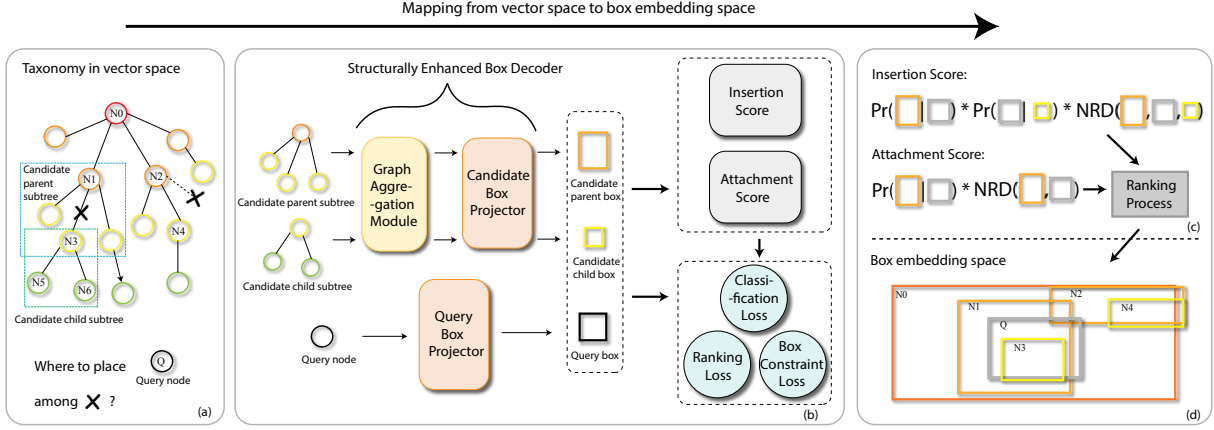 Mapping from vector space to box embedding space
Taxonomy in vector space
N0
Candidate
parent
subtree
N1
N2
N3
N4
N5
N6
Candidate child subtree
Where to place
Q
Query node
among
?
(a)
Structurally Enhanced Box Decoder
Candidate parent subtree
Candidate child subtree
Query node
Graph
Aggre-
-gation
Module
Candidate
Box
Projector
Query
Box
Projector
Candidate
parent box
Candidate
child box
Query box
Insertion
Score
Attachment
Score
Classi-
-fication
Loss
Ranking
Loss
Box
Constraint
Loss
(b)
Insertion Score:
Pr( | ) * Pr( | ) * NRD( , , )
Attachment Score:
Pr( | ) * NRD( , )
Ranking
Process
(c)
Box embedding space
N0
N1
N2
N4
Q
N3
(d)